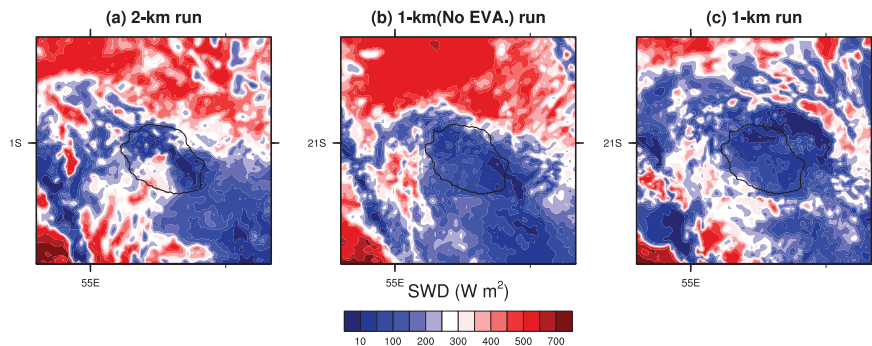 (a) 2-km run
(b) 1-km(No EVA.) run
(c) 1-km run
1S
21S
21S
55E
55E
55E
SWD (W m²)
10 100 200 300 400 500 700